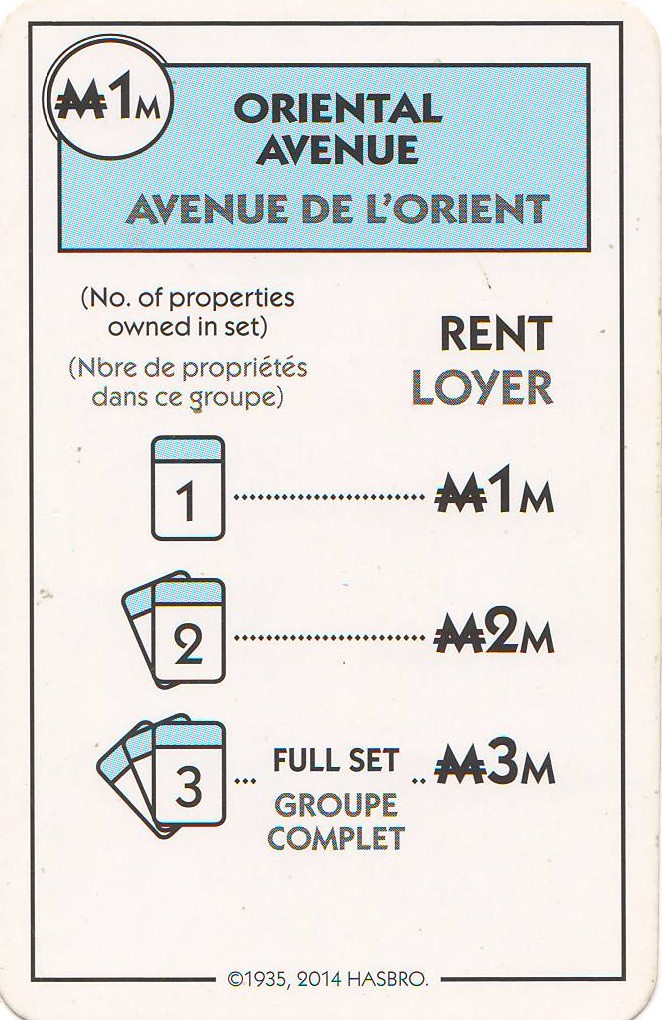 ₩1M
ORIENTAL
AVENUE
AVENUE DE L'ORIENT
(No. of properties
owned in set)
(Nbre de propriétés
dans ce groupe)
RENT
LOYER
1 ₩1M
2 ₩2M
3 ... FULL SET .. ₩3M
GROUPE
COMPLET
©1935, 2014 HASBRO.